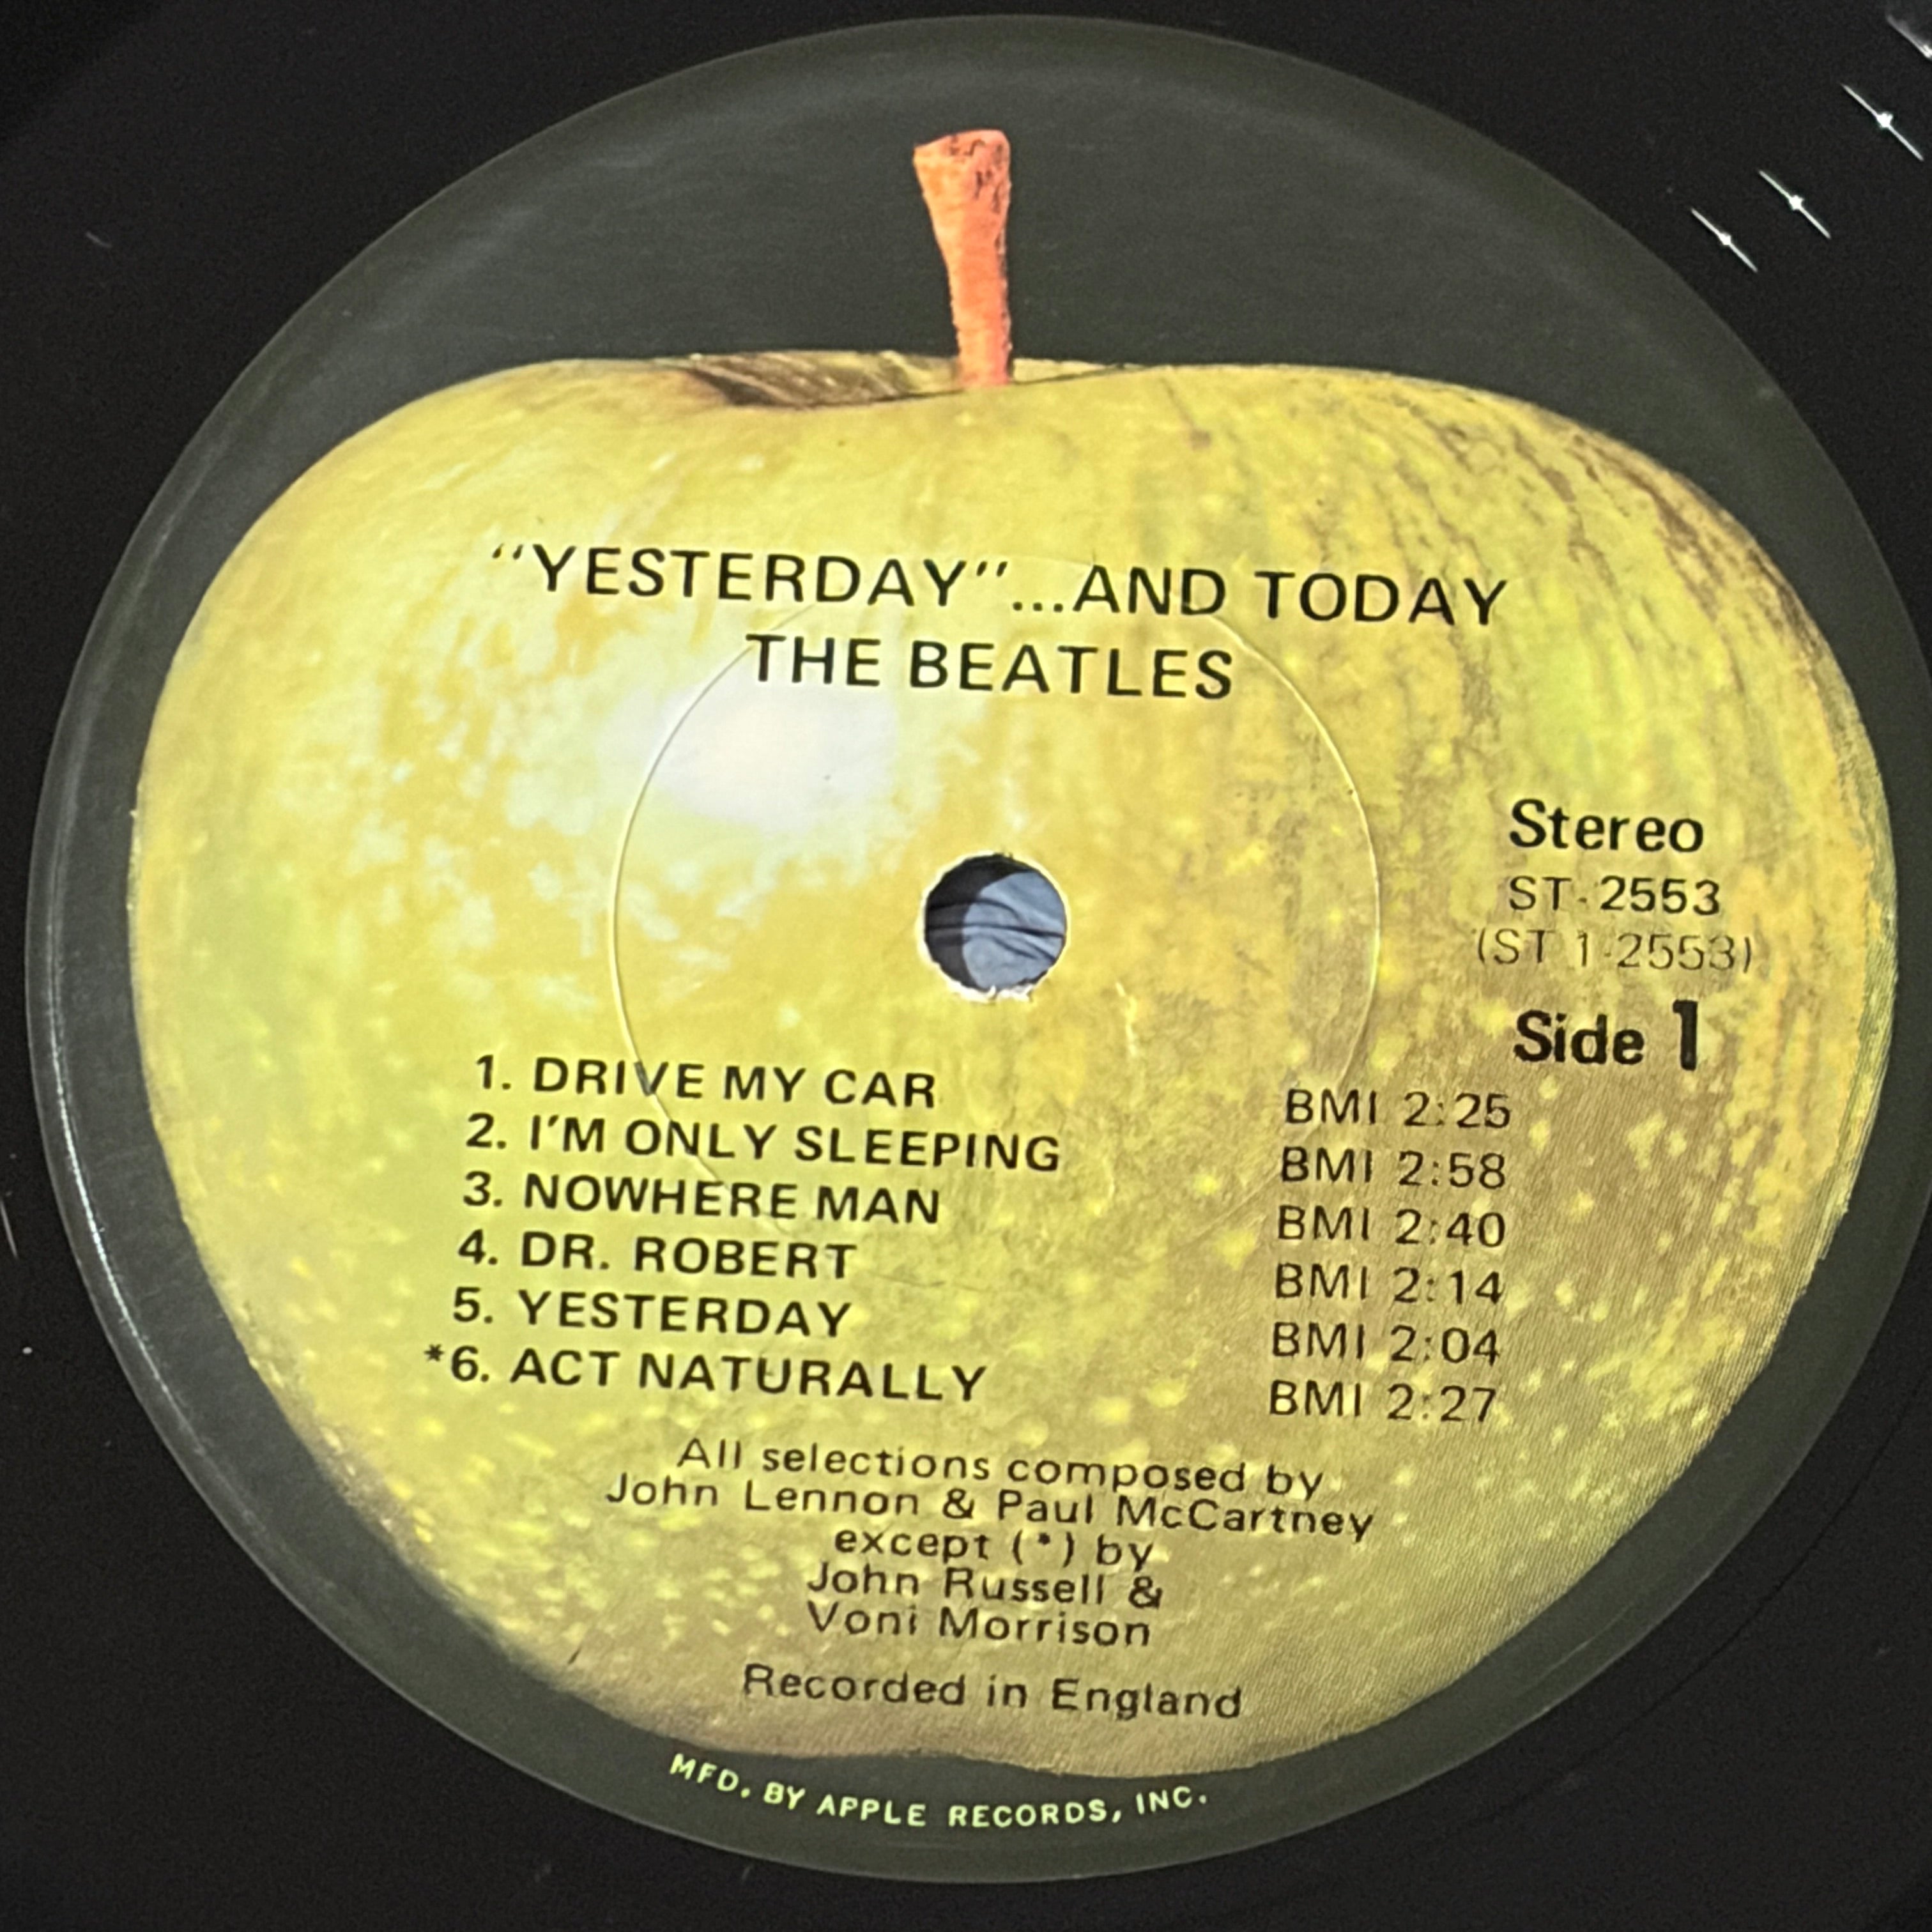 "YESTERDAY"...AND TODAY
THE BEATLES
Stereo
ST-2553
(ST 1-2553)
Side 1
1. DRIVE MY CAR BMI 2:25
2. I'M ONLY SLEEPING BMI 2:58
3. NOWHERE MAN BMI 2:40
4. DR. ROBERT BMI 2:14
5. YESTERDAY BMI 2:04
*6. ACT NATURALLY BMI 2:27
All selections composed by
John Lennon & Paul McCartney
except (*) by
John Russell &
Voni Morrison
Recorded in England
MFD. BY APPLE RECORDS, INC.